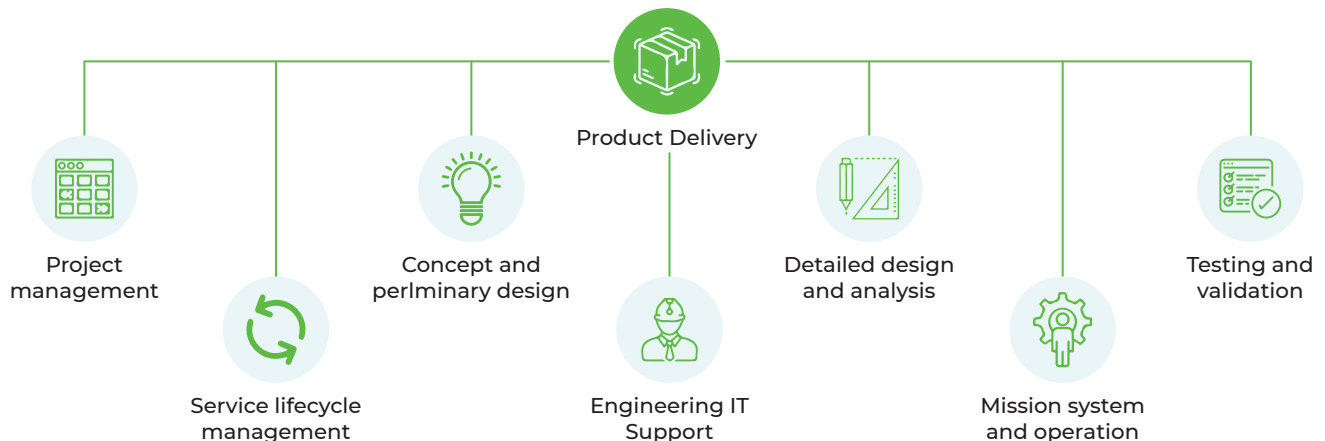 Product Delivery
Project
management
Service lifecycle
management
Concept and
perlminary design
Engineering IT
Support
Detailed design
and analysis
Mission system
and operation
Testing and
validation